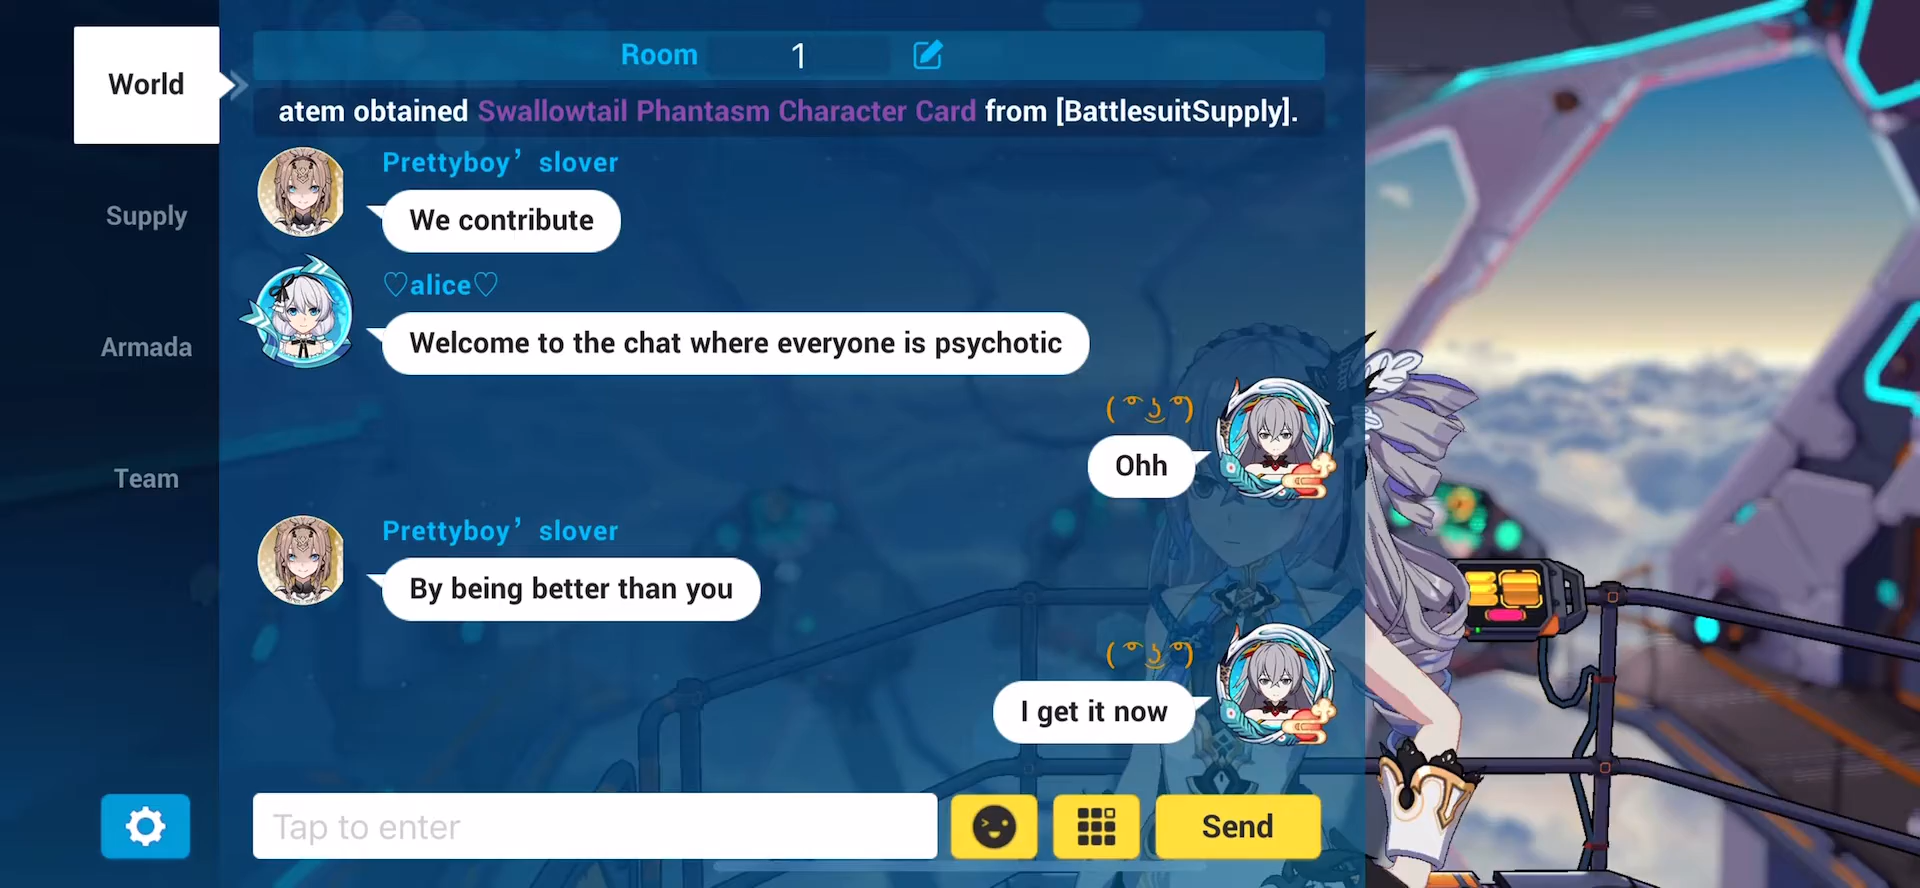 World
Supply
Armada
Team
Room 1
atem obtained Swallowtail Phantasm Character Card from [BattlesuitSupply].
Prettyboy’ slover
We contribute
♡alice♡
Welcome to the chat where everyone is psychotic
( ͡° ͜ʖ ͡°)
Ohh
Prettyboy’ slover
By being better than you
( ͡° ͜ʖ ͡°)
I get it now
Tap to enter
Send